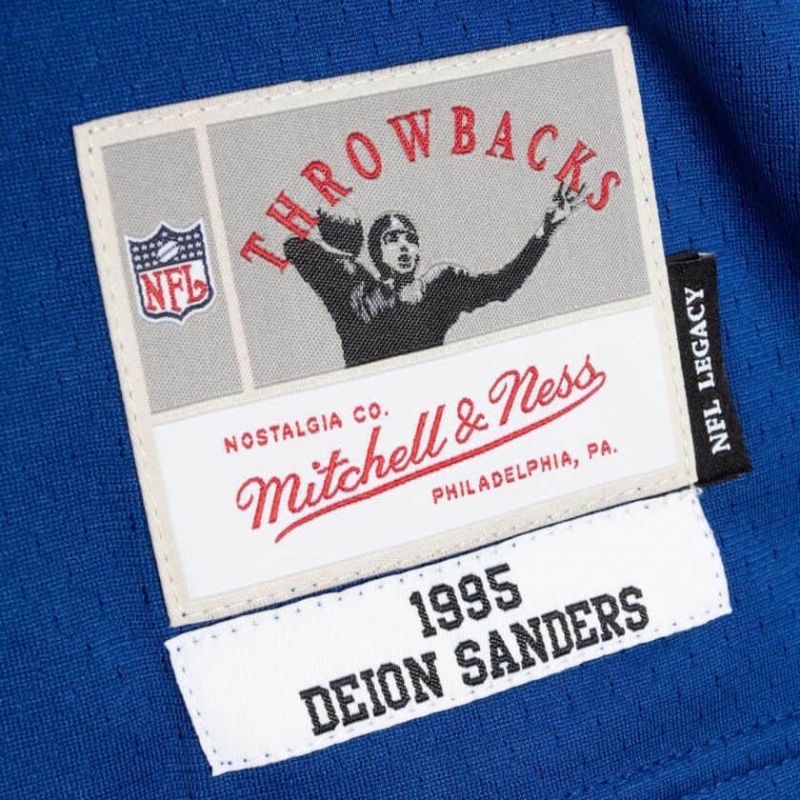 THROWBACKS
NFL
NOSTALGIA CO.
Mitchell & Ness
PHILADELPHIA, PA.
NFL LEGACY
1995
DEION SANDERS